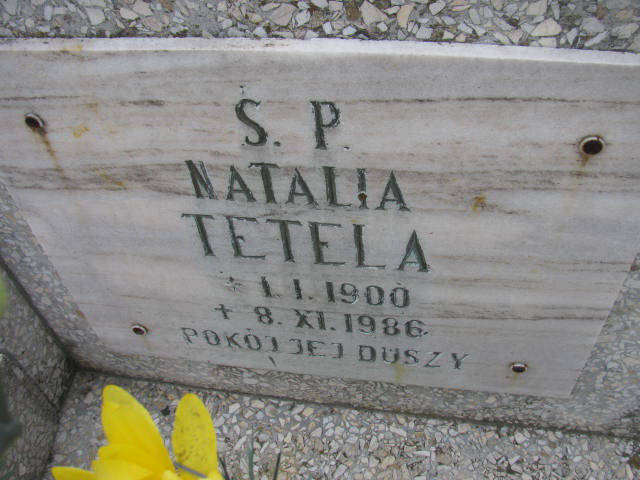 Ś. P.
NATALIA
TETELA
* 1. I. 1900
+ 8. XI. 1986
POKÓJ JEJ DUSZY